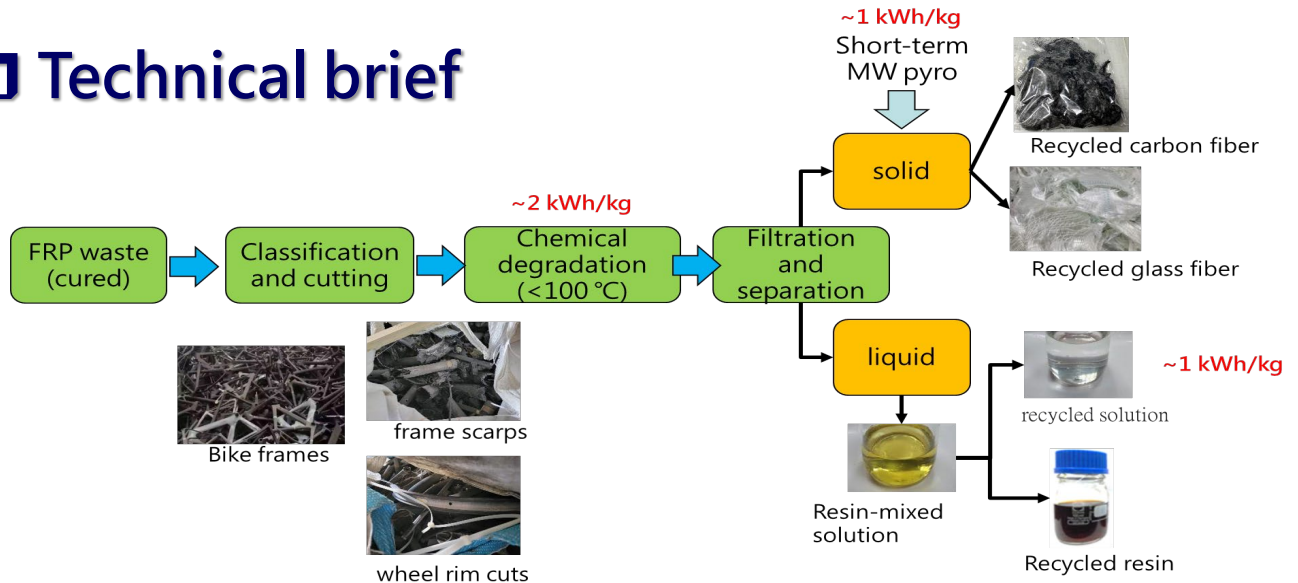 Technical brief
~1 kWh/kg
Short-term
MW pyro
Recycled carbon fiber
solid
Recycled glass fiber
~2 kWh/kg
FRP waste
(cured)
Classification
and cutting
Chemical
degradation
(<100 ℃)
Filtration
and
separation
Bike frames
frame scarps
wheel rim cuts
liquid
~1 kWh/kg
recycled solution
Resin-mixed
solution
Recycled resin